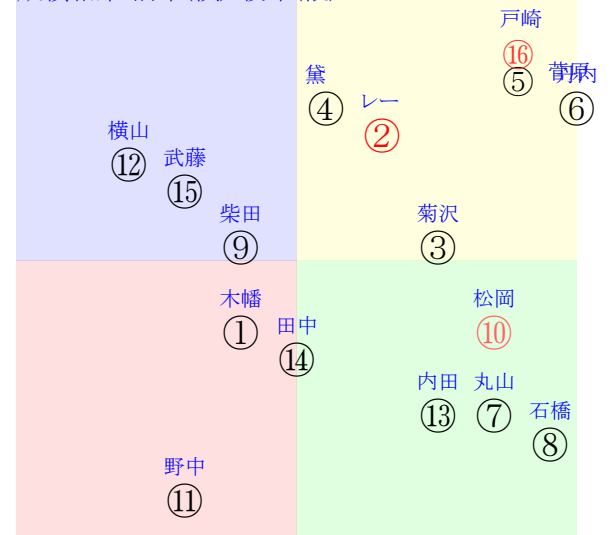 戸崎
⑯
黛
⑤
レー
④
⑥
②
横山
武藤
⑫
⑮
柴田
菊沢
⑨
③
木幡
松岡
田中
①
⑩
⑭
内田
丸山
石橋
⑬
⑦
⑧
野中
⑪